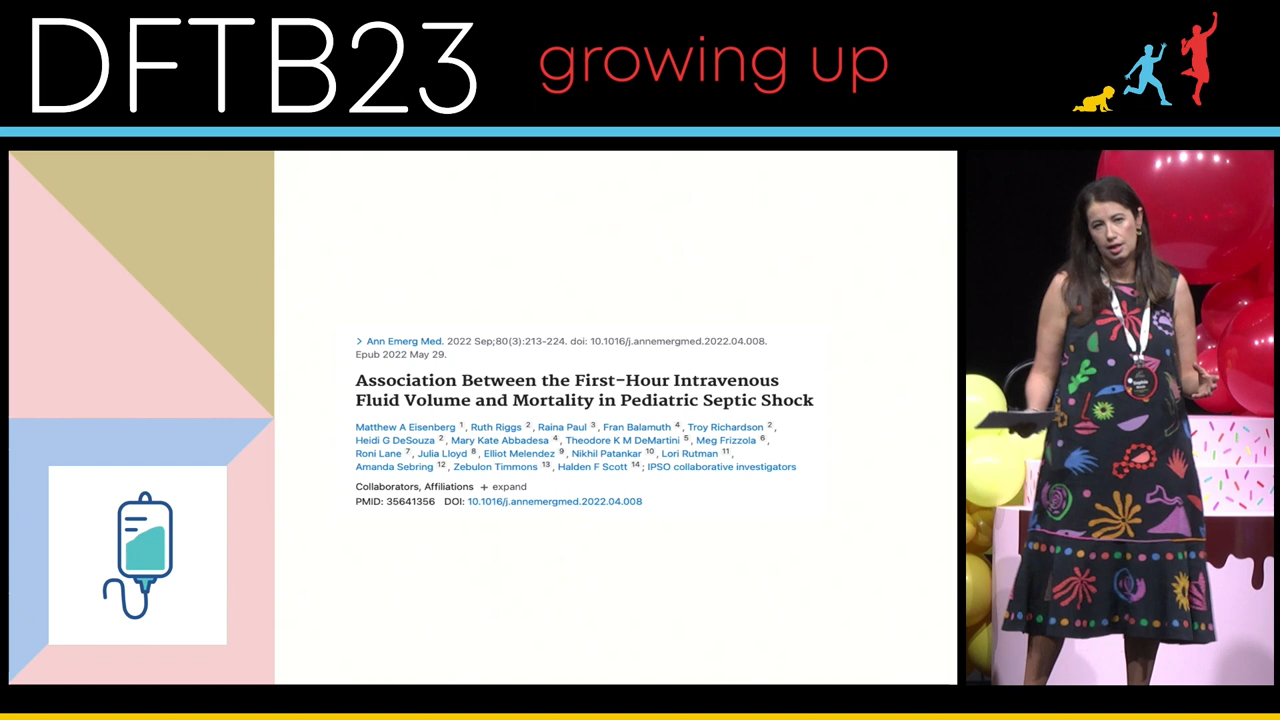 DFTB23
growing up
> Ann Emerg Med. 2022 Sep;80(3):213-224. doi: 10.1016/j.annemergmed.2022.04.008.
Epub 2022 May 29.
Association Between the First-Hour Intravenous
Fluid Volume and Mortality in Pediatric Septic Shock
Matthew A Eisenberg 1, Ruth Riggs 2, Raina Paul 3, Fran Balamuth 4, Troy Richardson 2,
Heidi G DeSouza 2, Mary Kate Abbadesa 4, Theodore K M DeMartini 5, Meg Frizzola 6,
Roni Lane 7, Julia Lloyd 8, Elliot Melendez 9, Nikhil Patankar 10, Lori Rutman 11,
Amanda Sebring 12, Zebulon Timmons 13, Halden F Scott 14; IPSO collaborative investigators
Collaborators, Affiliations + expand
PMID: 35641356 DOI: 10.1016/j.annemergmed.2022.04.008